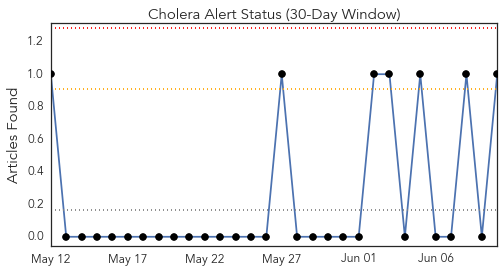 Cholera Alert Status (30-Day Window)
Articles Found
1.2
1.0
0.8
0.6
0.4
0.2
0.0
May 12 May 17 May 22 May 27 Jun 01 Jun 06